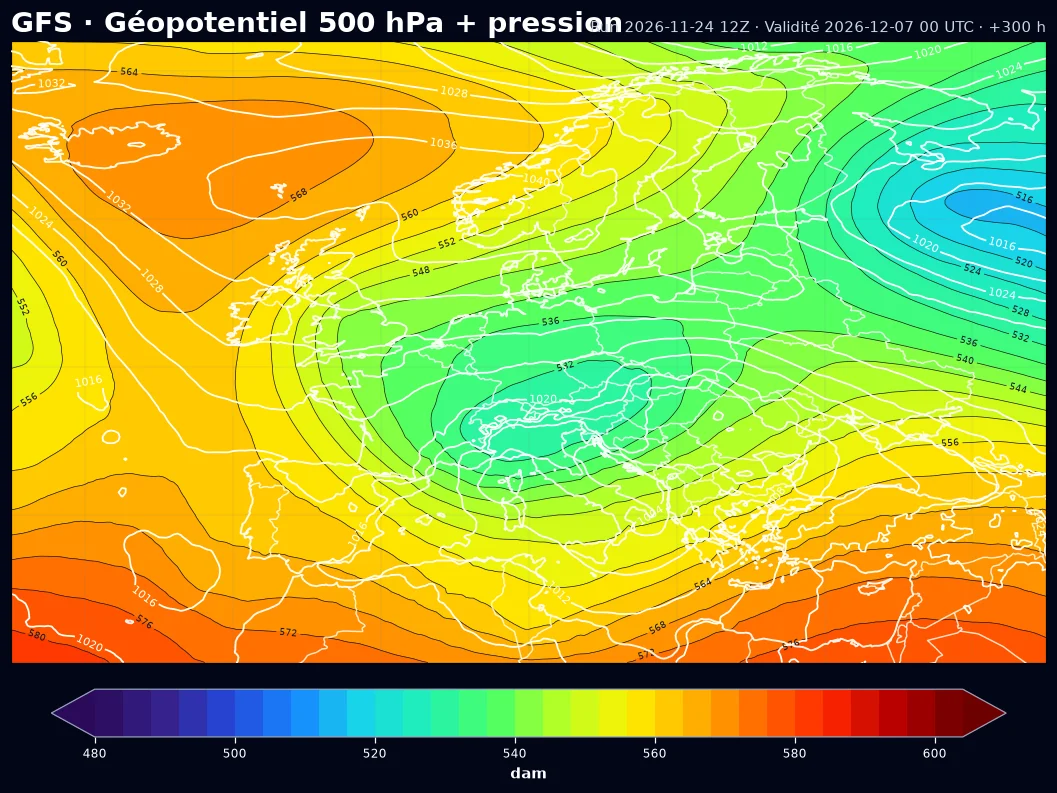 GFS · Géopotentiel 500 hPa + pression
2026-11-24 12Z · Validité 2026-12-07 00 UTC · +300 h
1012 1016 1020
564 1024
1032 1028
1036
516
568 1040
1032 560
1024 552 1020 1016
560 548 520
1028 524
552 1024
528
536 532
536
540
532
1016 544
556 1020
556
564
1016 1012
576 568
580 572
1020 572 576
480 500 520 540 560 580 600
dam